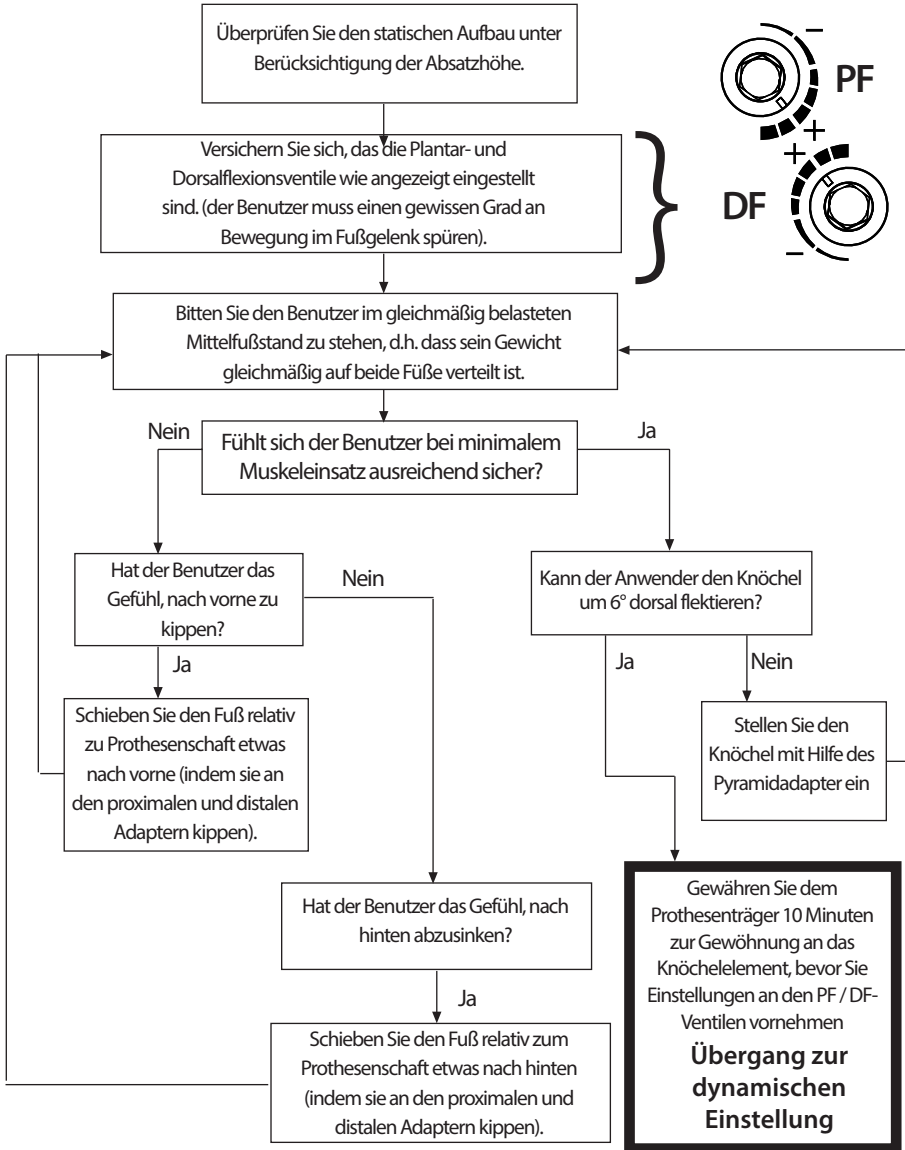 Überprüfen Sie den statischen Aufbau unter
Berücksichtigung der Absatzhöhe.
–
PF
+
Versichern Sie sich, das die Plantar- und
Dorsalflexionsventile wie angezeigt eingestellt
sind. (der Benutzer muss einen gewissen Grad an
Bewegung im Fußgelenk spüren).
+
DF
–
Bitten Sie den Benutzer im gleichmäßig belasteten
Mittelfußstand zu stehen, d.h. dass sein Gewicht
gleichmäßig auf beide Füße verteilt ist.
Nein
Fühlt sich der Benutzer bei minimalem
Muskeleinsatz ausreichend sicher?
Ja
Hat der Benutzer das
Gefühl, nach vorne zu
kippen?
Nein
Kann der Anwender den Knöchel
um 6° dorsal flektieren?
Ja
Ja
Nein
Schieben Sie den Fuß relativ
zu Prothesenschaft etwas
nach vorne (indem sie an
den proximalen und distalen
Adaptern kippen).
Stellen Sie den
Knöchel mit Hilfe des
Pyramidadapter ein
Hat der Benutzer das Gefühl, nach
hinten abzusinken?
Ja
Schieben Sie den Fuß relativ zum
Prothesenschaft etwas nach hinten
(indem sie an den proximalen und
distalen Adaptern kippen).
Gewähren Sie dem
Prothesenträger 10 Minuten
zur Gewöhnung an das
Knöchelelement, bevor Sie
Einstellungen an den PF / DF-
Ventilen vornehmen
Übergang zur
dynamischen
Einstellung